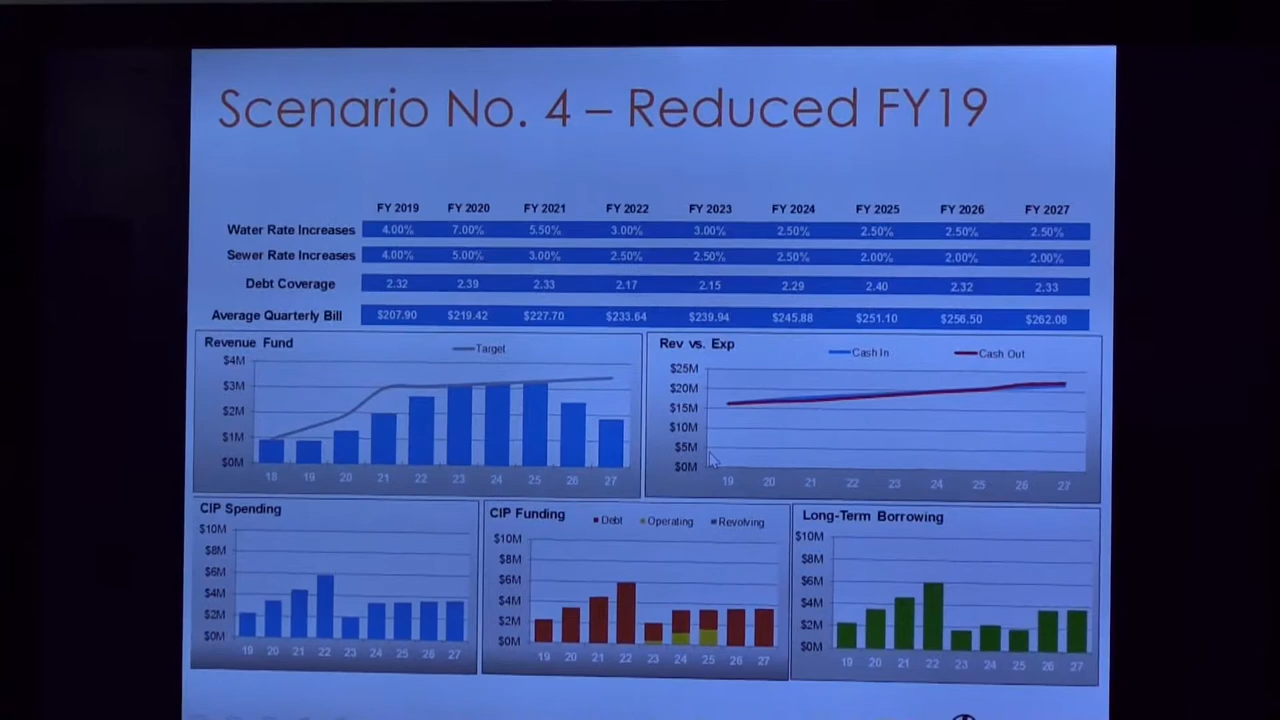 Scenario No. 4 – Reduced FY19
FY 2019 FY 2020 FY 2021 FY 2022 FY 2023 FY 2024 FY 2025 FY 2026 FY 2027
Water Rate Increases 4.00% 7.00% 5.50% 3.00% 3.00% 2.50% 2.50% 2.50% 2.50%
Sewer Rate Increases 4.00% 5.00% 3.00% 2.50% 2.50% 2.50% 2.00% 2.00% 2.00%
Debt Coverage 2.32 2.39 2.33 2.17 2.15 2.29 2.40 2.32 2.33
Average Quarterly Bill $207.90 $219.42 $227.70 $233.64 $239.94 $245.88 $251.10 $256.50 $262.08
Revenue Fund
Target
$4M
$3M
$2M
$1M
$0M
18 19 20 21 22 23 24 25 26 27
Rev vs. Exp
Cash In Cash Out
$25M
$20M
$15M
$10M
$5M
$0M
19 20 21 22 23 24 25 26 27
CIP Spending
$10M
$8M
$6M
$4M
$2M
$0M
19 20 21 22 23 24 25 26 27
CIP Funding
Debt Operating Revolving
$10M
$8M
$6M
$4M
$2M
$0M
19 20 21 22 23 24 25 26 27
Long-Term Borrowing
$10M
$8M
$6M
$4M
$2M
$0M
19 20 21 22 23 24 25 26 27